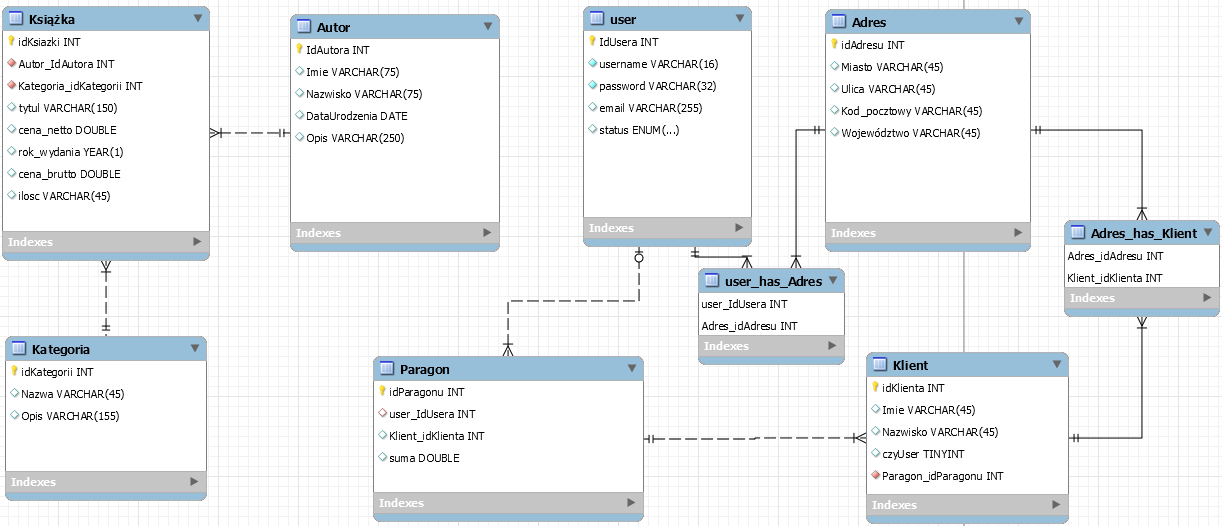 Książka
idKsiazki INT
Autor_IdAutora INT
Kategoria_idKategorii INT
tytul VARCHAR(150)
cena_netto DOUBLE
rok_wydania YEAR(1)
cena_brutto DOUBLE
ilosc VARCHAR(45)
Indexes
Autor
IdAutora INT
Imie VARCHAR(75)
Nazwisko VARCHAR(75)
DataUrodzenia DATE
Opis VARCHAR(250)
Indexes
user
IdUsera INT
username VARCHAR(16)
password VARCHAR(32)
email VARCHAR(255)
status ENUM(...)
Indexes
Adres
idAdresu INT
Miasto VARCHAR(45)
Ulica VARCHAR(45)
Kod_pocztowy VARCHAR(45)
Województwo VARCHAR(45)
Indexes
Adres_has_Klient
Adres_idAdresu INT
Klient_idKlienta INT
Indexes
user_has_Adres
user_IdUsera INT
Adres_idAdresu INT
Indexes
Kategoria
idKategorii INT
Nazwa VARCHAR(45)
Opis VARCHAR(155)
Indexes
Paragon
idParagonu INT
user_IdUsera INT
Klient_idKlienta INT
suma DOUBLE
Indexes
Klient
idKlienta INT
Imie VARCHAR(45)
Nazwisko VARCHAR(45)
czyUser TINYINT
Paragon_idParagonu INT
Indexes